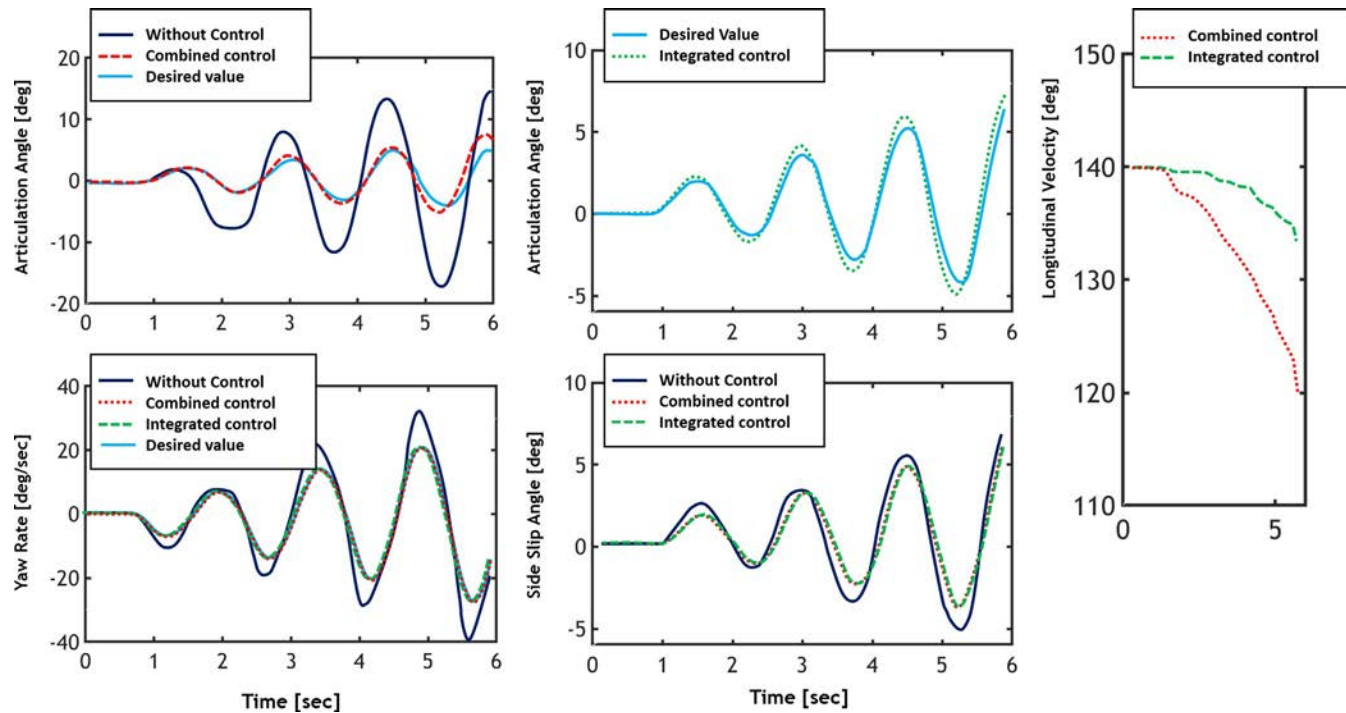 Without Control
Combined control
Desired value
Articulation Angle [deg]
20
10
0
-10
-20
0 1 2 3 4 5 6
Desired Value
Integrated control
Articulation Angle [deg]
10
5
0
-5
0 1 2 3 4 5 6
Combined control
Integrated control
Longitudinal Velocity [deg]
150
140
130
120
110
0 5
Without Control
Combined control
Integrated control
Desired value
Yaw Rate [deg/sec]
40
20
0
-20
-40
0 1 2 3 4 5 6
Time [sec]
Without Control
Combined control
Integrated control
Side Slip Angle [deg]
10
5
0
-5
0 1 2 3 4 5 6
Time [sec]